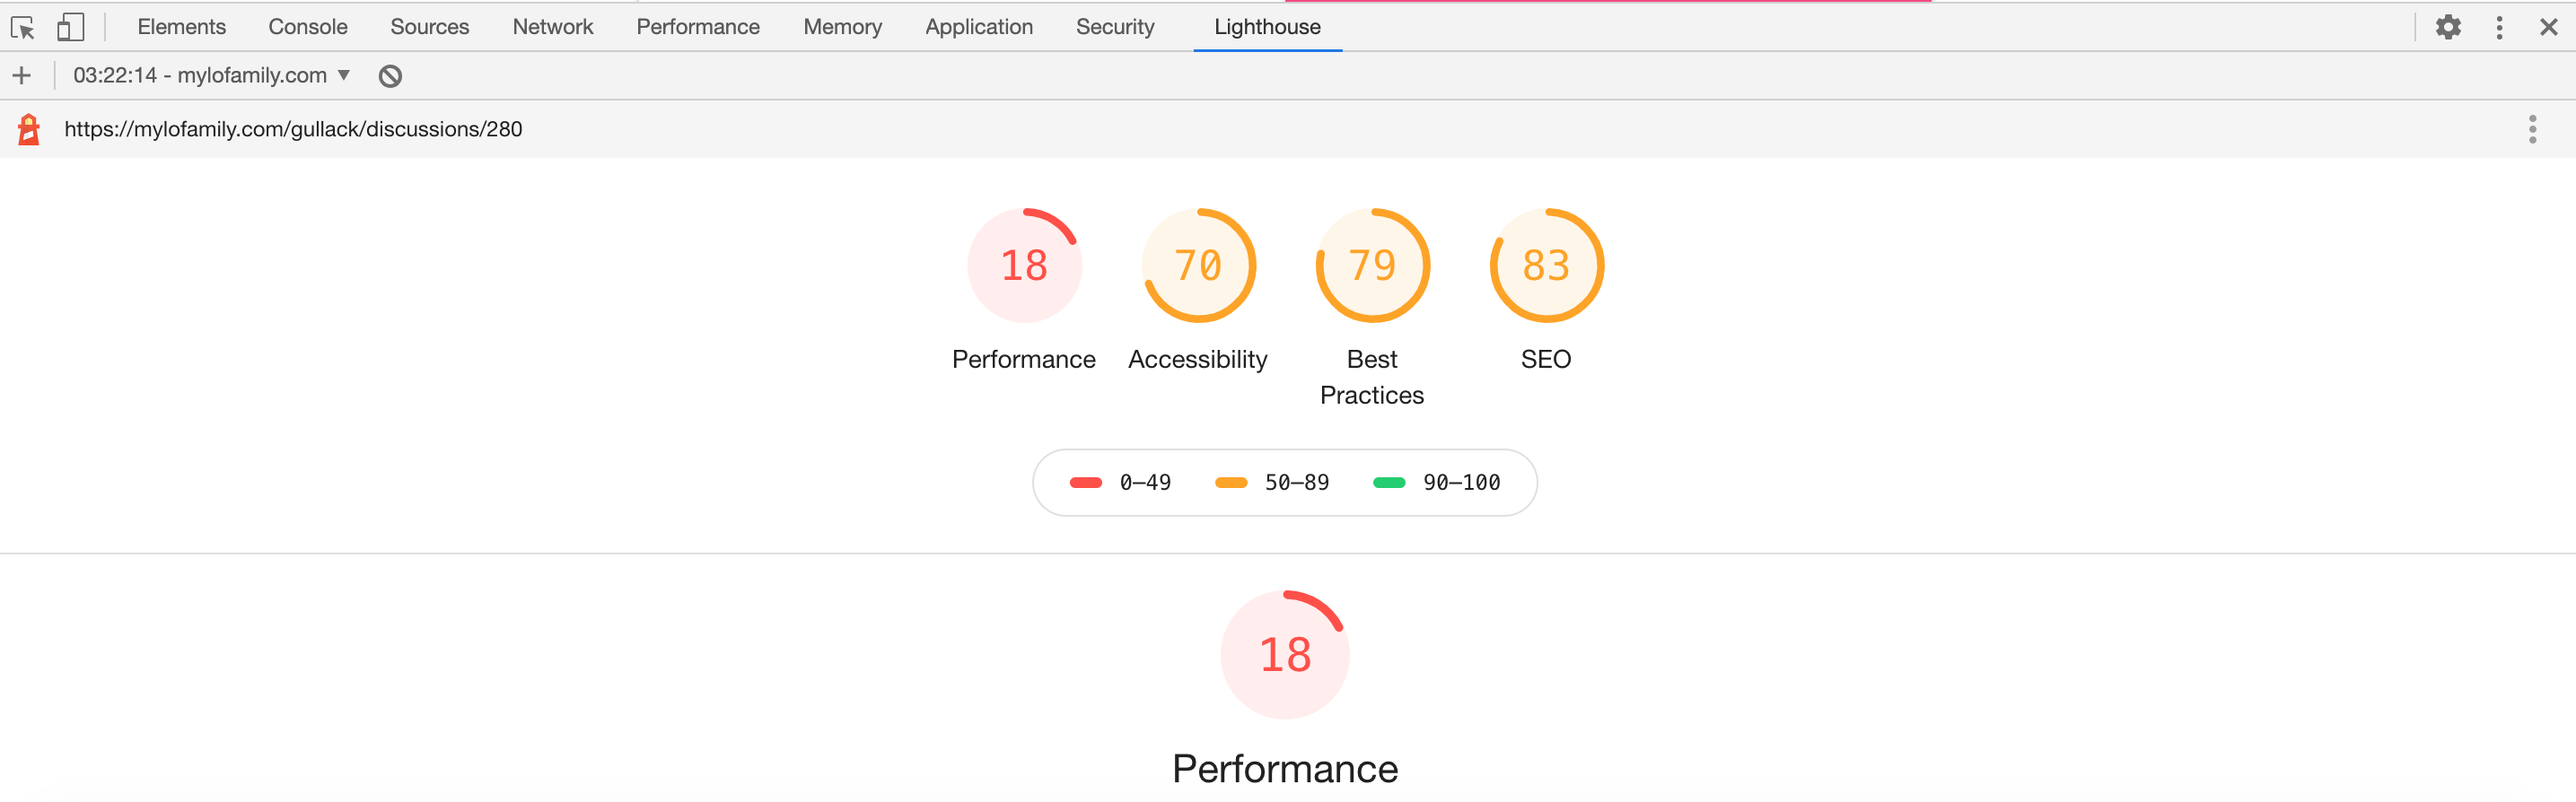 Elements Console Sources Network Performance Memory Application Security Lighthouse
03:22:14 - mylofamily.com
https://mylofamily.com/gullack/discussions/280
18 70 79 83
Performance Accessibility Best Practices SEO
0–49 50–89 90–100
18
Performance